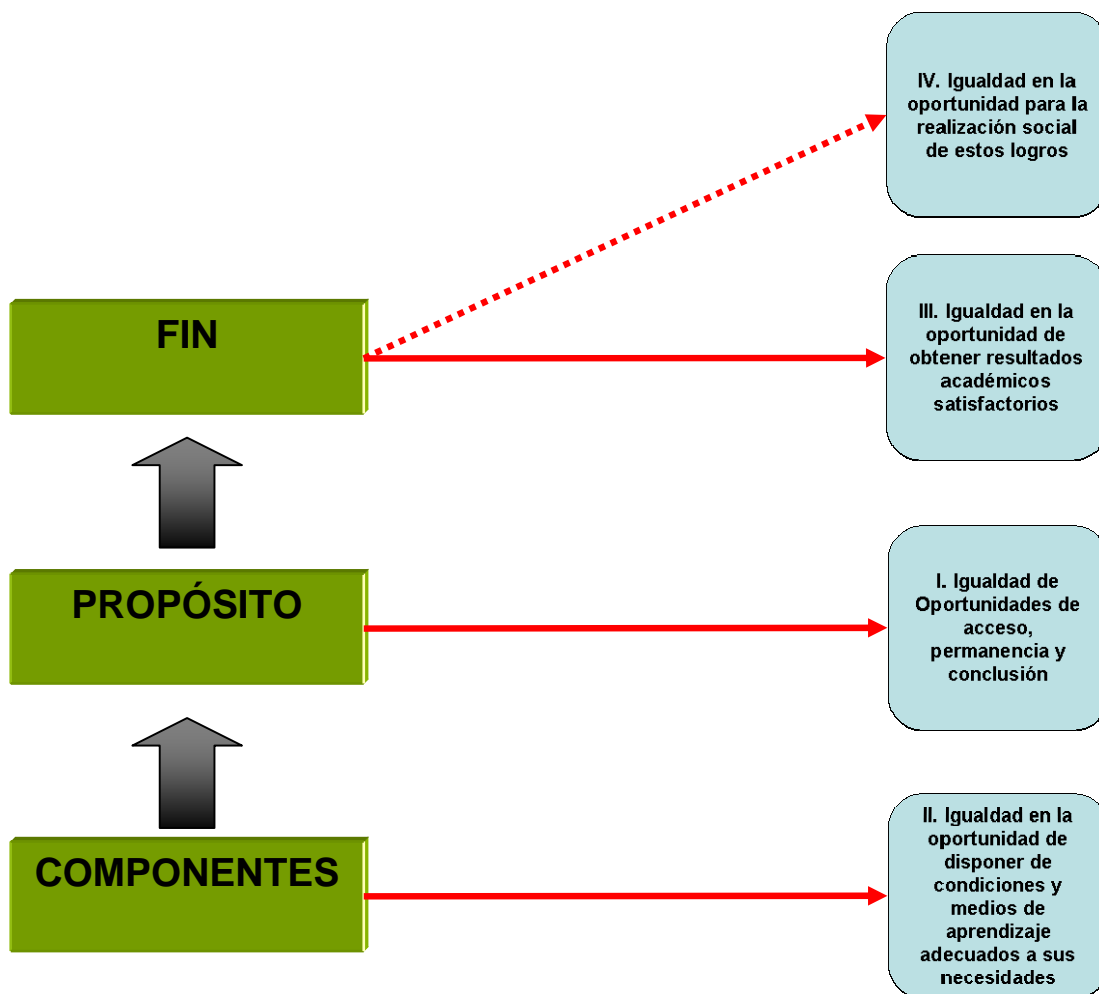 IV. Igualdad en la
oportunidad para la
realización social
de estos logros
FIN
III. Igualdad en la
oportunidad de
obtener resultados
académicos
satisfactorios
PROPÓSITO
I. Igualdad de
Oportunidades de
acceso,
permanencia y
conclusión
COMPONENTES
II. Igualdad en la
oportunidad de
disponer de
condiciones y
medios de
aprendizaje
adecuados a sus
necesidades